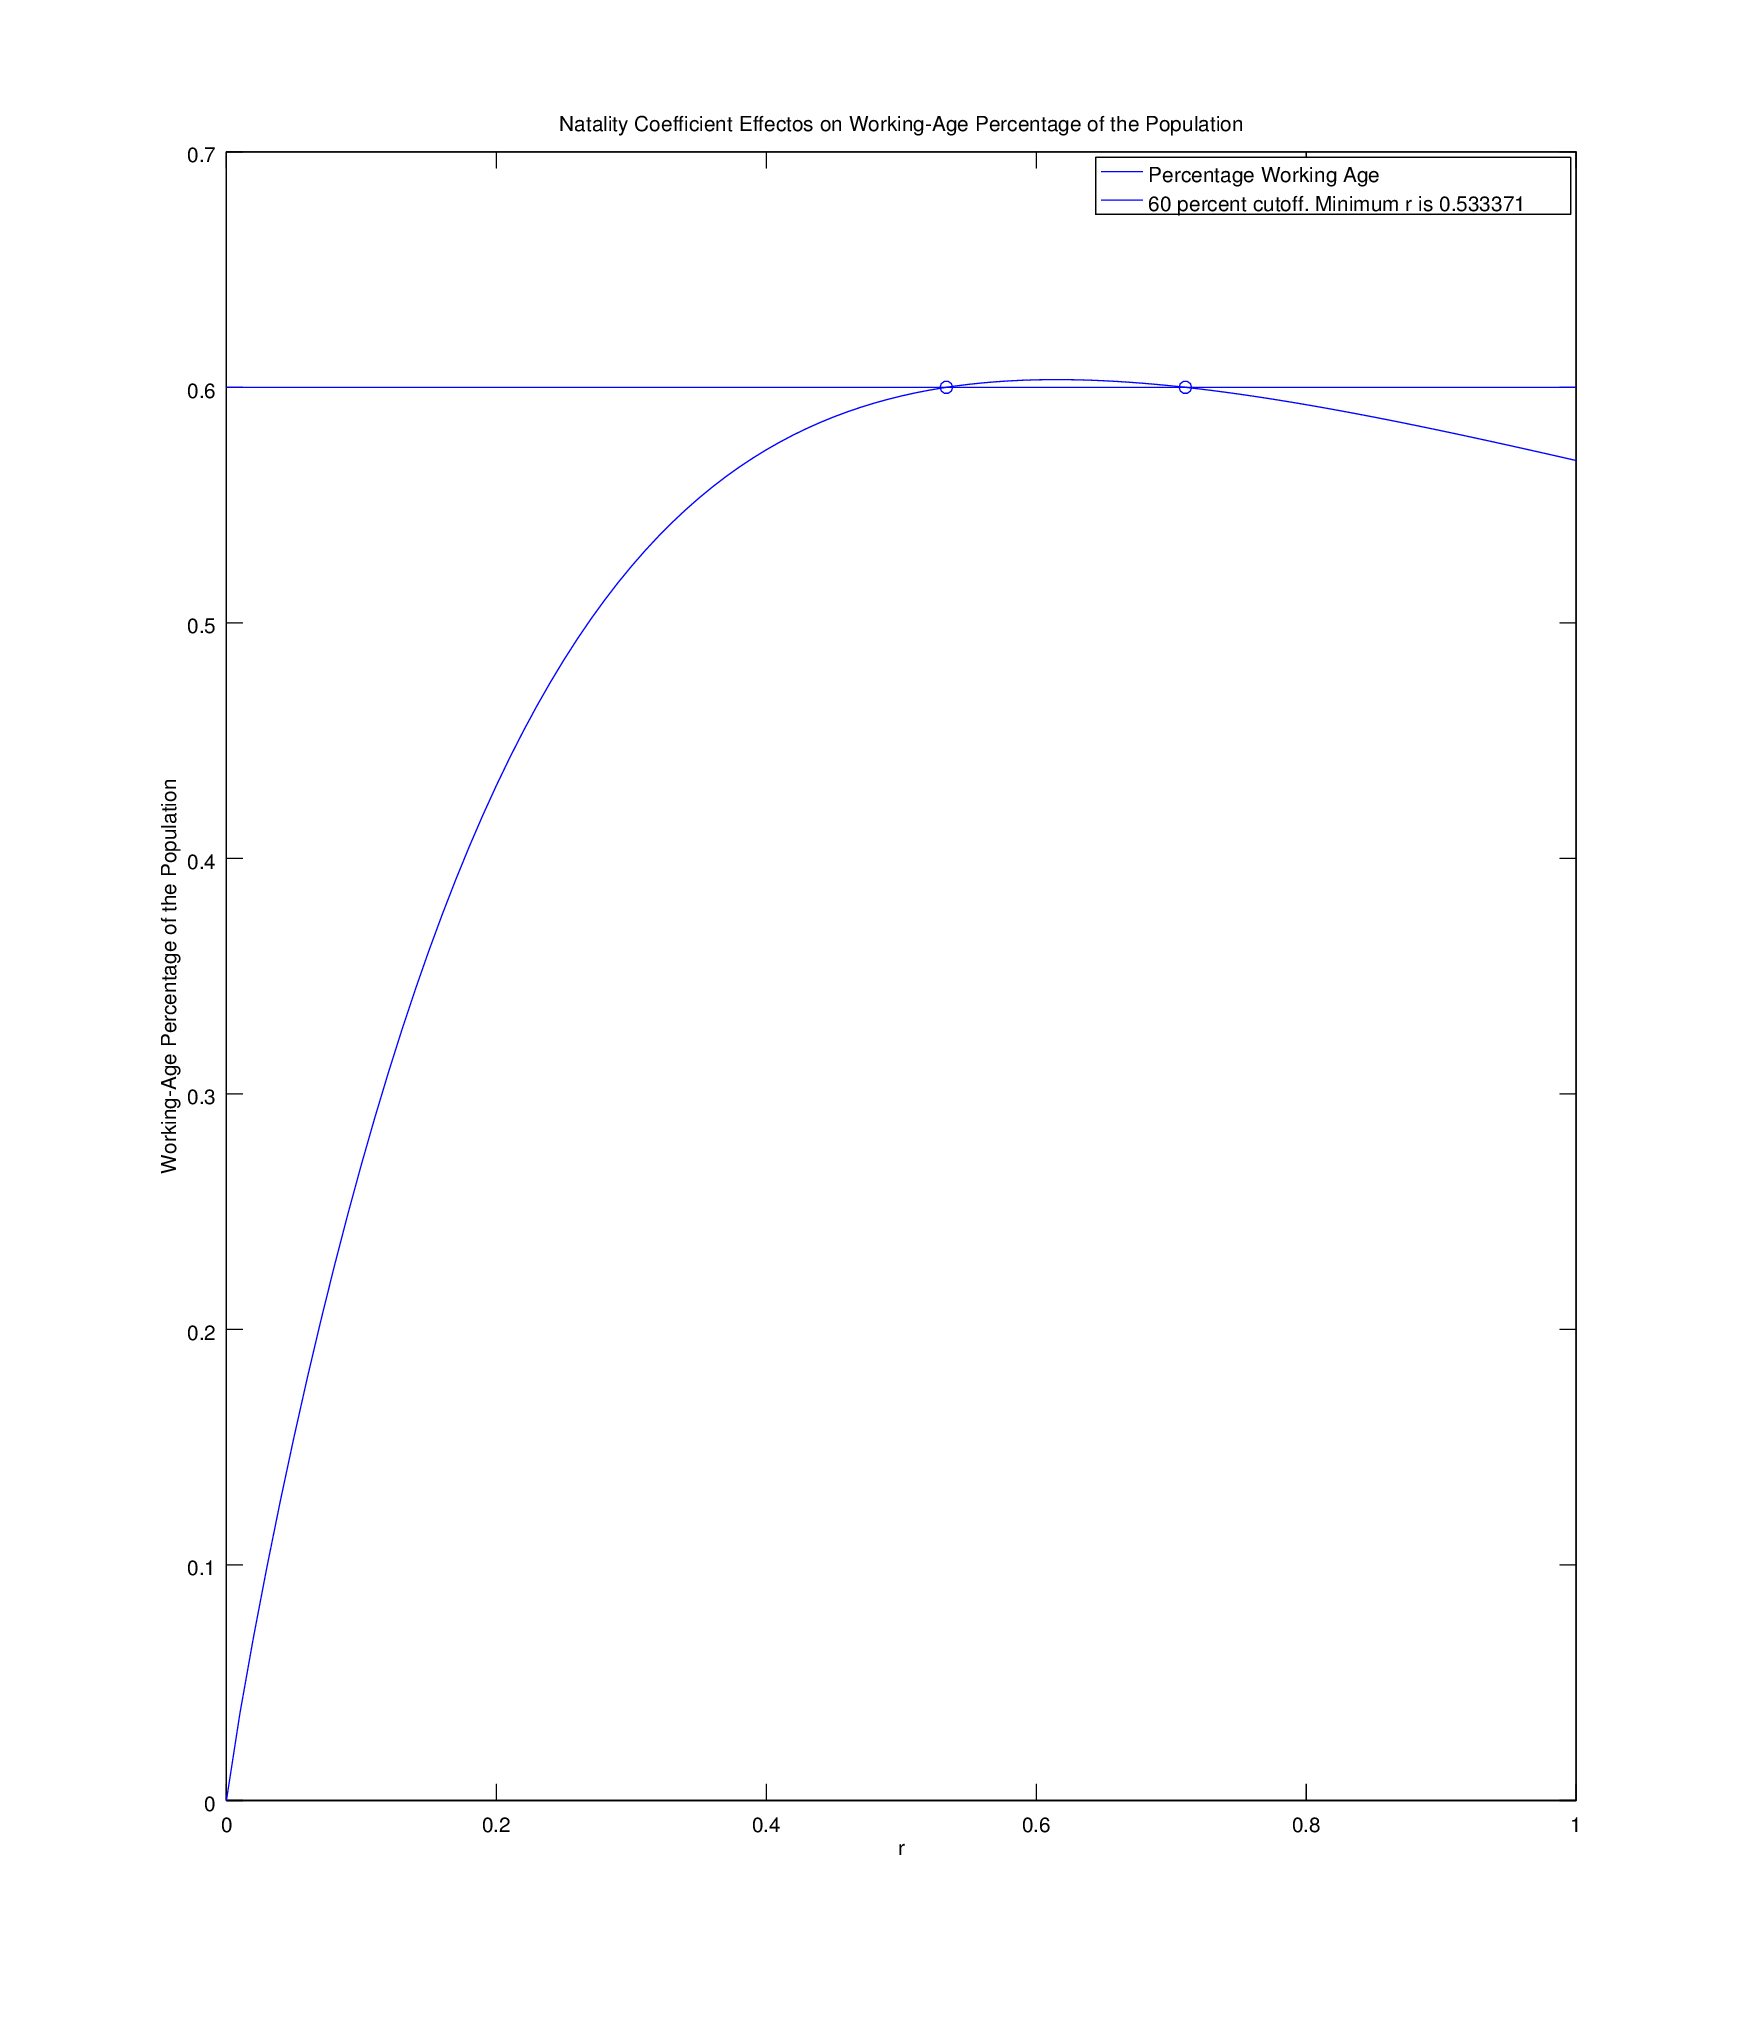 Natality Coefficient Effectos on Working-Age Percentage of the Population
0.7
Percentage Working Age
60 percent cutoff. Minimum r is 0.533371
0.6
0.5
0.4
0.3
0.2
0.1
0
Working-Age Percentage of the Population
0 0.2 0.4 0.6 0.8 1
r